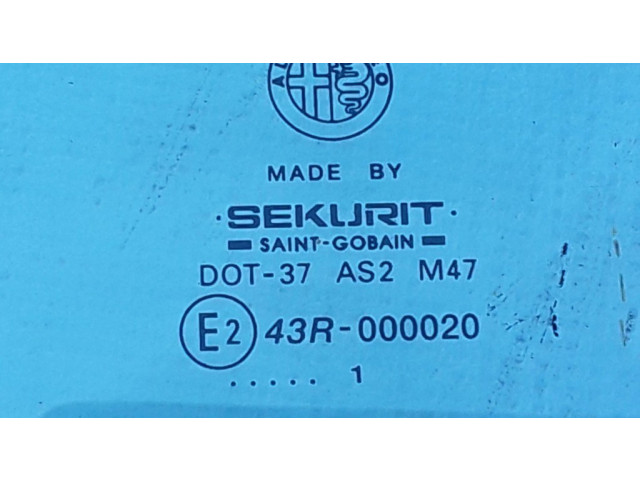 MADE BY
SEKURIT
SAINT-GOBAIN
DOT-37 AS2 M47
E2 43R-000020
..... 1